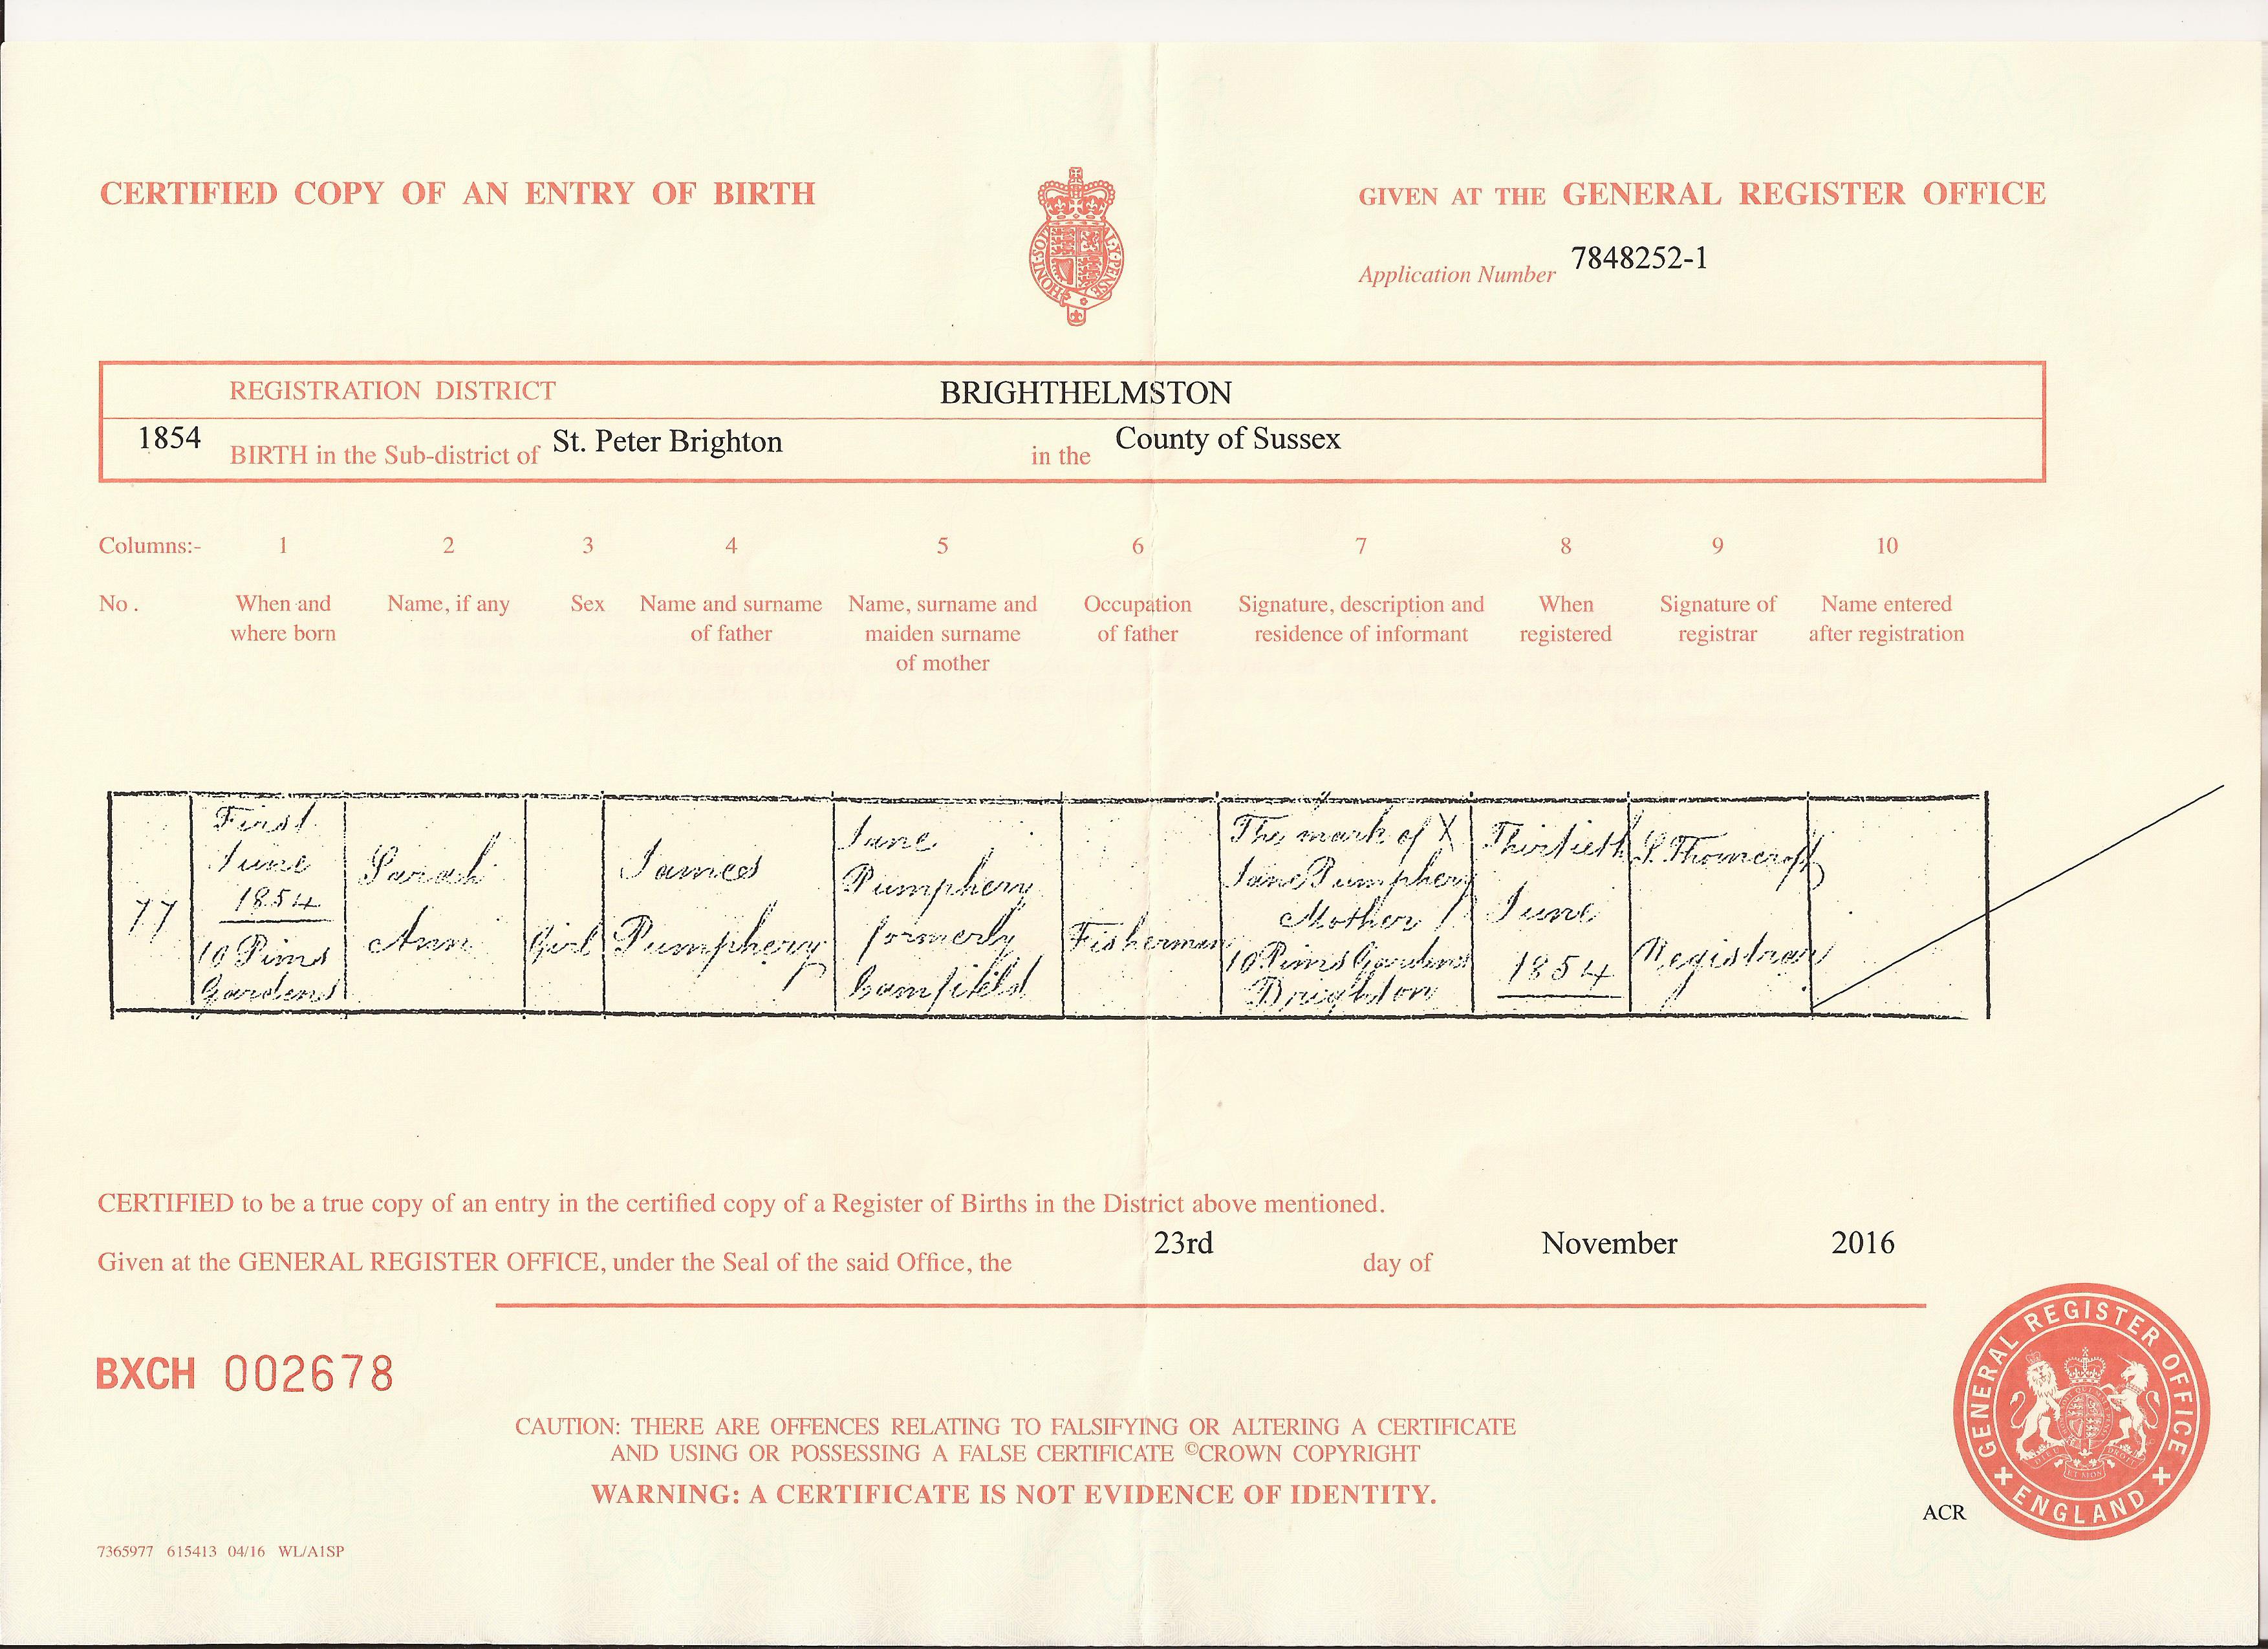 CERTIFIED COPY OF AN ENTRY OF BIRTH
GIVEN AT THE GENERAL REGISTER OFFICE
Application Number 7848252-1
REGISTRATION DISTRICT BRIGHTHELMSTON
1854 BIRTH in the Sub-district of St. Peter Brighton in the County of Sussex
Columns:- 1 2 3 4 5 6 7 8 9 10
No.
When and
where born
Name, if any
Sex
Name and surname
of father
Name, surname and
maiden surname
of mother
Occupation
of father
Signature, description and
residence of informant
When
registered
Signature of
registrar
Name entered
after registration
77
First
June
1854
10 Pims
Gardens
Sarah
Ann
Girl
James
Pumphery
Jane
Pumphery
formerly
Camfield
Fisherman
The mark of X
Jane Pumphery
Mother
10 Pims Gardens
Brighton
Thirtieth
June
1854
Thorncroft
Registrar
CERTIFIED to be a true copy of an entry in the certified copy of a Register of Births in the District above mentioned.
Given at the GENERAL REGISTER OFFICE, under the Seal of the said Office, the 23rd day of November 2016
BXCH 002678
CAUTION: THERE ARE OFFENCES RELATING TO FALSIFYING OR ALTERING A CERTIFICATE
AND USING OR POSSESSING A FALSE CERTIFICATE ©CROWN COPYRIGHT
WARNING: A CERTIFICATE IS NOT EVIDENCE OF IDENTITY.
GENERAL REGISTER OFFICE
ENGLAND
ACR
7365977 615413 04/16 WL/A1SP